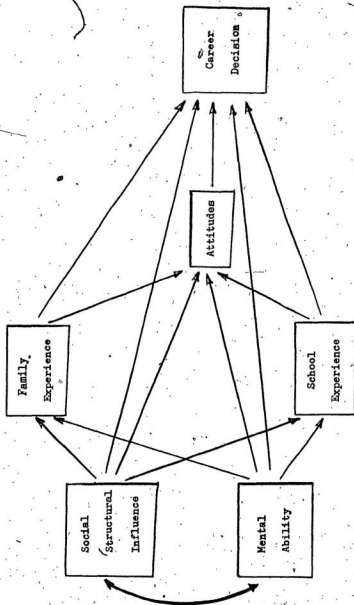 Social
Structural
Influence
Mental
Ability
Family
Experience
School
Experience
Attitudes
Career
Decision